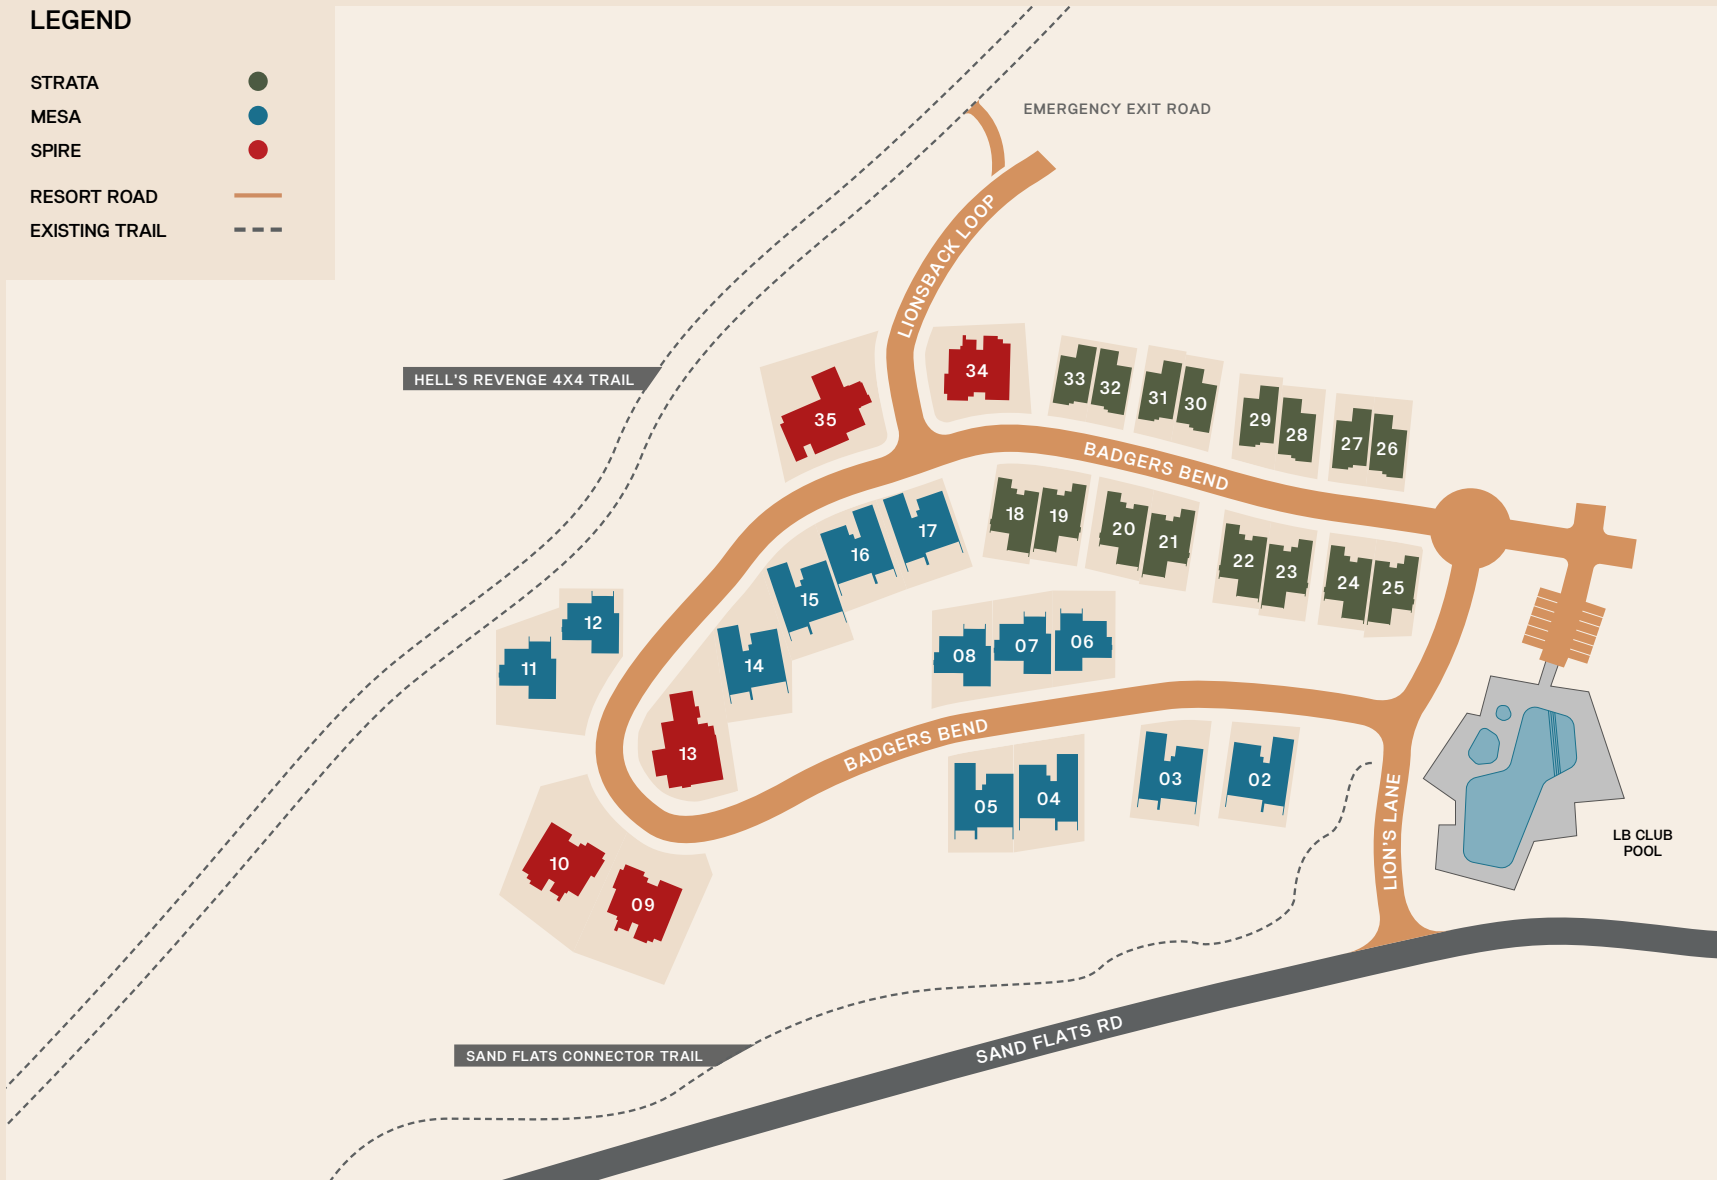 LEGEND
STRATA
MESA
SPIRE
RESORT ROAD
EXISTING TRAIL
EMERGENCY EXIT ROAD
LIONSBACK LOOP
HELL'S REVENGE 4X4 TRAIL
35
34
33
32
31
30
29
28
27
26
BADGERS BEND
18
19
20
21
22
23
24
25
17
16
15
14
13
12
11
08
07
06
BADGERS BEND
05
04
03
02
10
09
LION'S LANE
LB CLUB
POOL
SAND FLATS CONNECTOR TRAIL
SAND FLATS RD